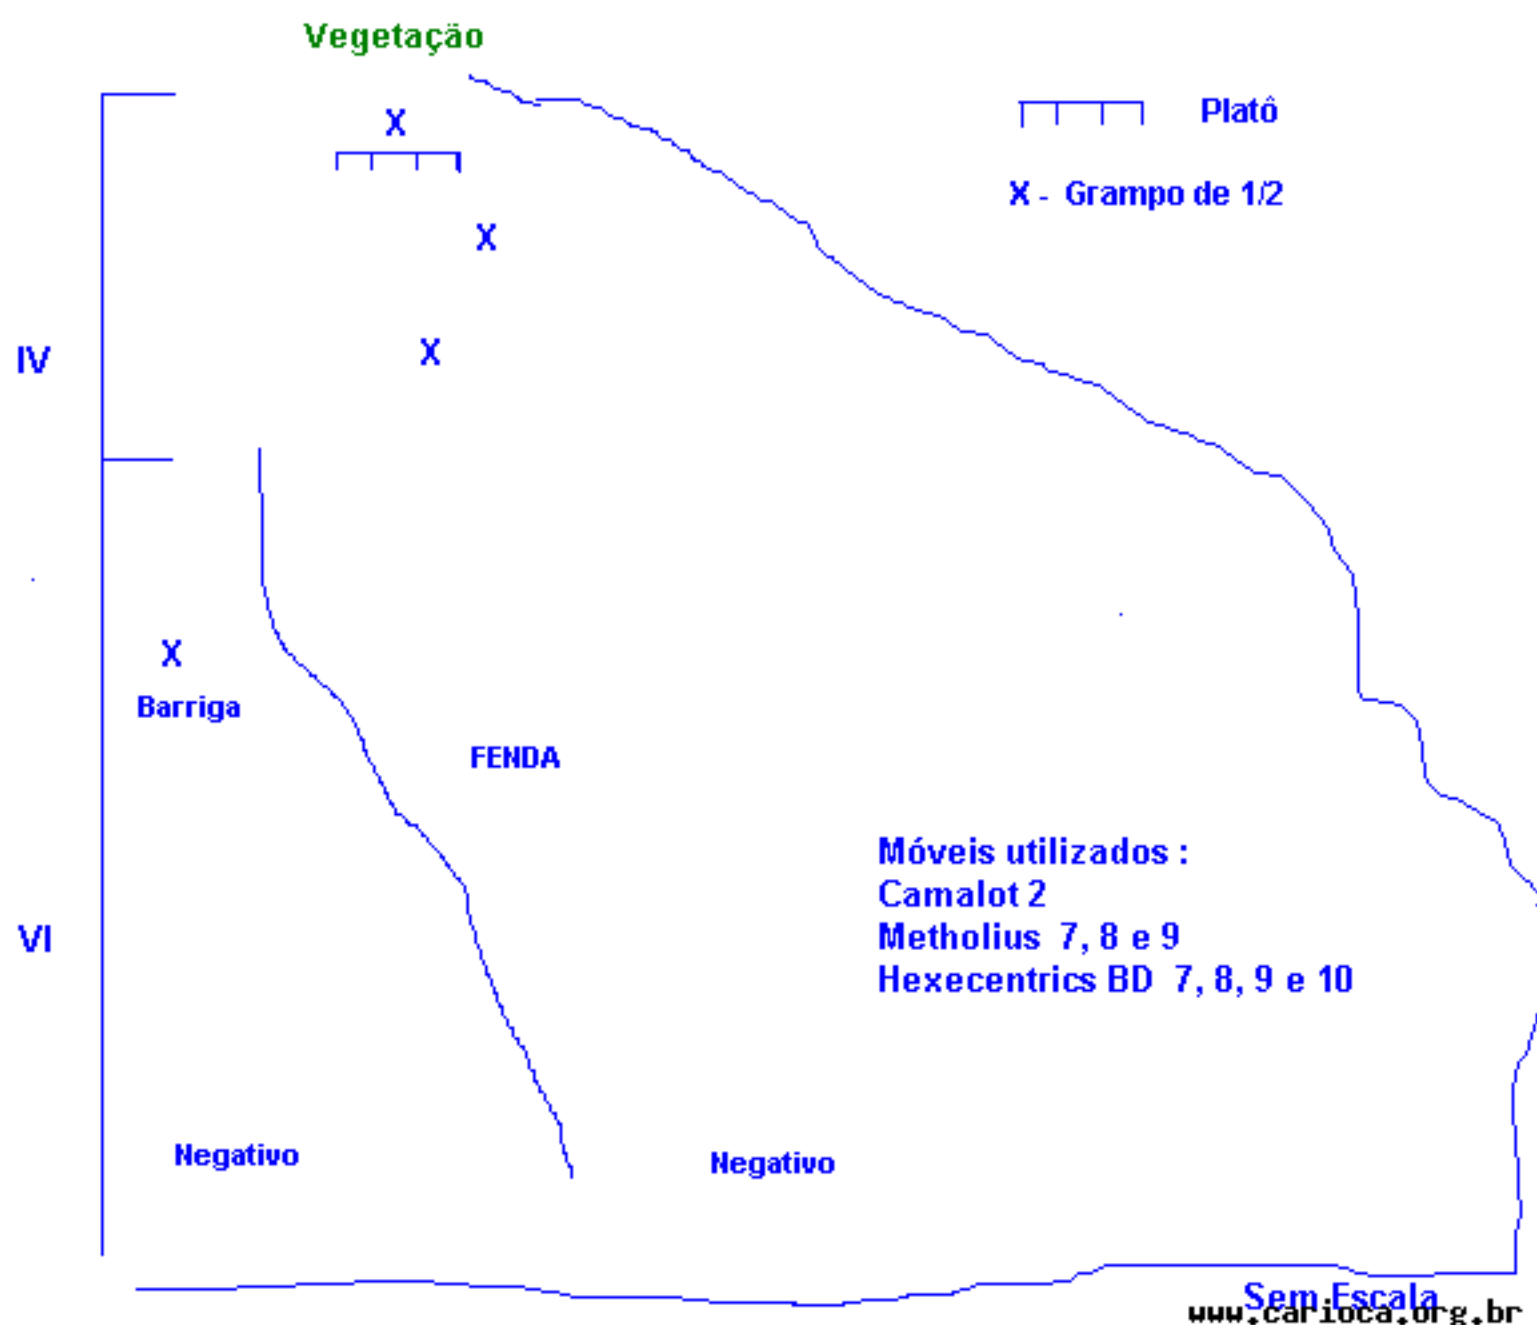 Vegetação
X
Platô
X - Grampo de 1/2
X
X
IV
X
Barriga
FENDA
Móveis utilizados :
Camalot 2
Metholius 7, 8 e 9
Hexecentrics BD 7, 8, 9 e 10
VI
Negativo
Negativo
Sem Escala
www.carioca.org.br